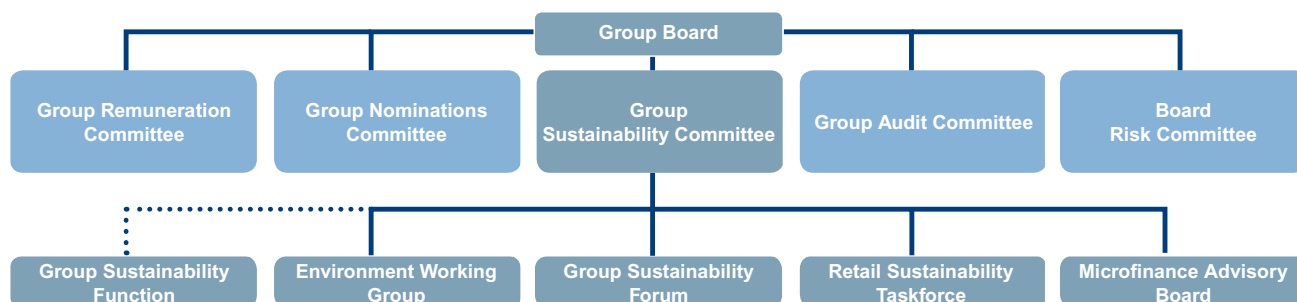 Group Board
Group Remuneration
Committee
Group Nominations
Committee
Group
Sustainability Committee
Group Audit Committee
Board
Risk Committee
Group Sustainability
Function
Environment Working
Group
Group Sustainability
Forum
Retail Sustainability
Taskforce
Microfinance Advisory
Board